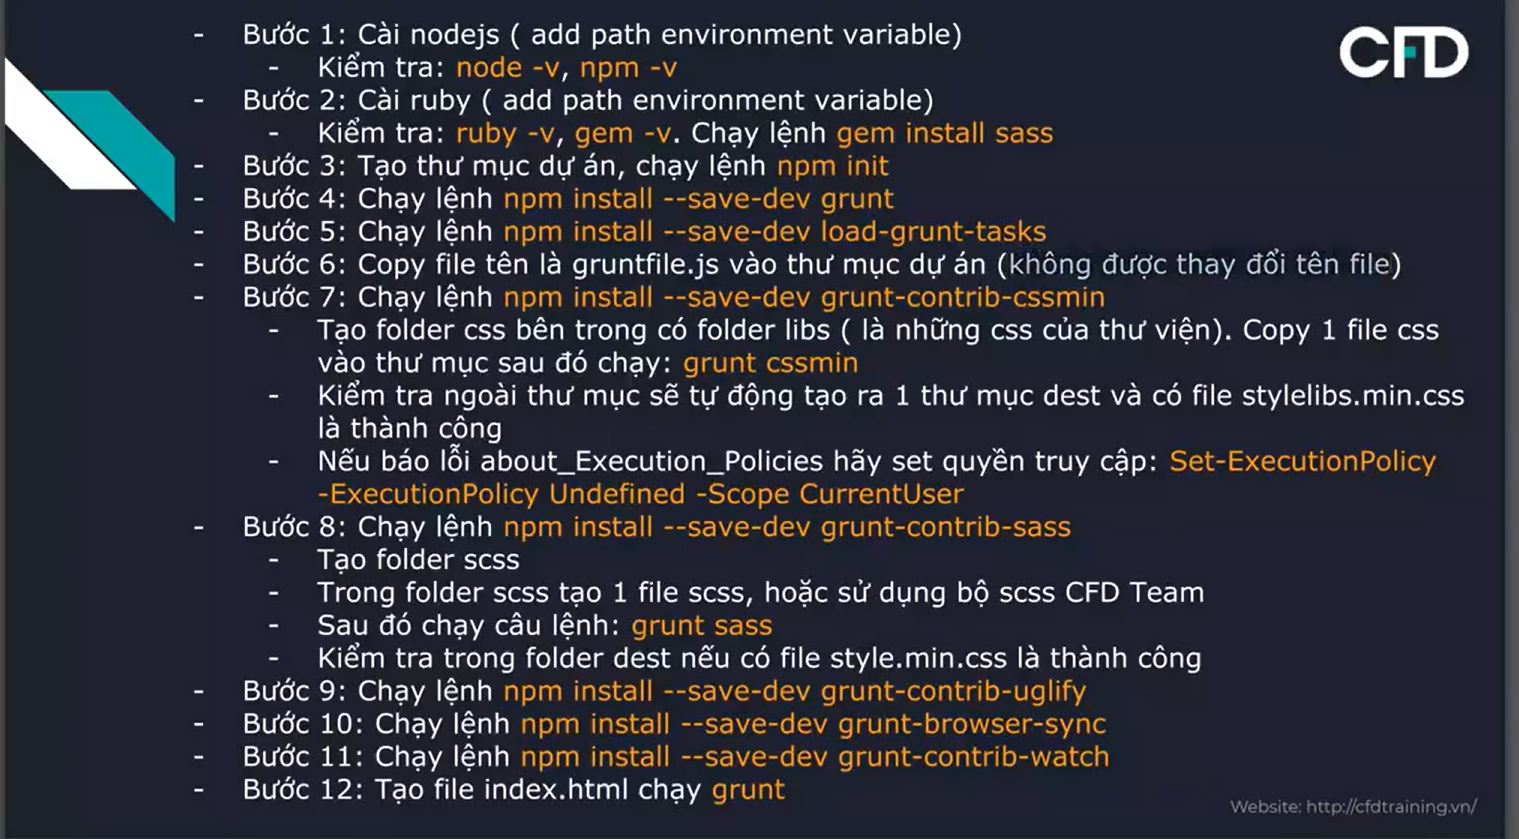 CFD
- Bước 1: Cài nodejs ( add path environment variable)
- Kiểm tra: node -v, npm -v
- Bước 2: Cài ruby ( add path environment variable)
- Kiểm tra: ruby -v, gem -v. Chạy lệnh gem install sass
- Bước 3: Tạo thư mục dự án, chạy lệnh npm init
- Bước 4: Chạy lệnh npm install --save-dev grunt
- Bước 5: Chạy lệnh npm install --save-dev load-grunt-tasks
- Bước 6: Copy file tên là gruntfile.js vào thư mục dự án (không được thay đổi tên file)
- Bước 7: Chạy lệnh npm install --save-dev grunt-contrib-cssmin
- Tạo folder css bên trong có folder libs ( là những css của thư viện). Copy 1 file css
vào thư mục sau đó chạy: grunt cssmin
- Kiểm tra ngoài thư mục sẽ tự động tạo ra 1 thư mục dest và có file stylelibs.min.css
là thành công
- Nếu báo lỗi about_Execution_Policies hãy set quyền truy cập: Set-ExecutionPolicy
-ExecutionPolicy Undefined -Scope CurrentUser
- Bước 8: Chạy lệnh npm install --save-dev grunt-contrib-sass
- Tạo folder scss
- Trong folder scss tạo 1 file scss, hoặc sử dụng bộ scss CFD Team
- Sau đó chạy câu lệnh: grunt sass
- Kiểm tra trong folder dest nếu có file style.min.css là thành công
- Bước 9: Chạy lệnh npm install --save-dev grunt-contrib-uglify
- Bước 10: Chạy lệnh npm install --save-dev grunt-browser-sync
- Bước 11: Chạy lệnh npm install --save-dev grunt-contrib-watch
- Bước 12: Tạo file index.html chạy grunt
Website: http://cfdtraining.vn/